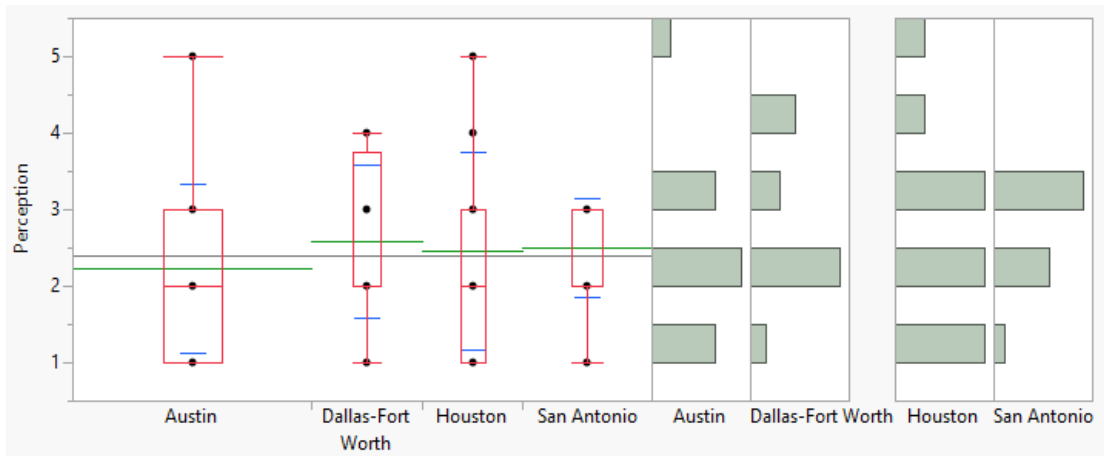 Perception
5
4
3
2
1
Austin
Dallas-Fort
Worth
Houston
San Antonio
Austin
Dallas-Fort Worth
Houston
San Antonio